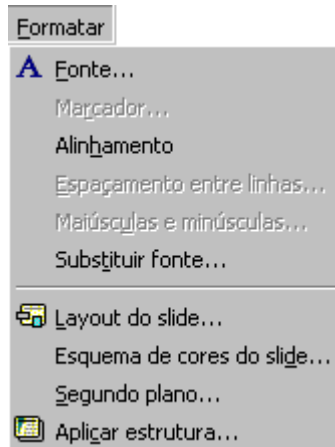 Formatar
Fonte...
Marcador...
Alinhamento
Espaçamento entre linhas...
Maiúsculas e minúsculas...
Substituir fonte...
Layout do slide...
Esquema de cores do slide...
Segundo plano...
Aplicar estrutura...